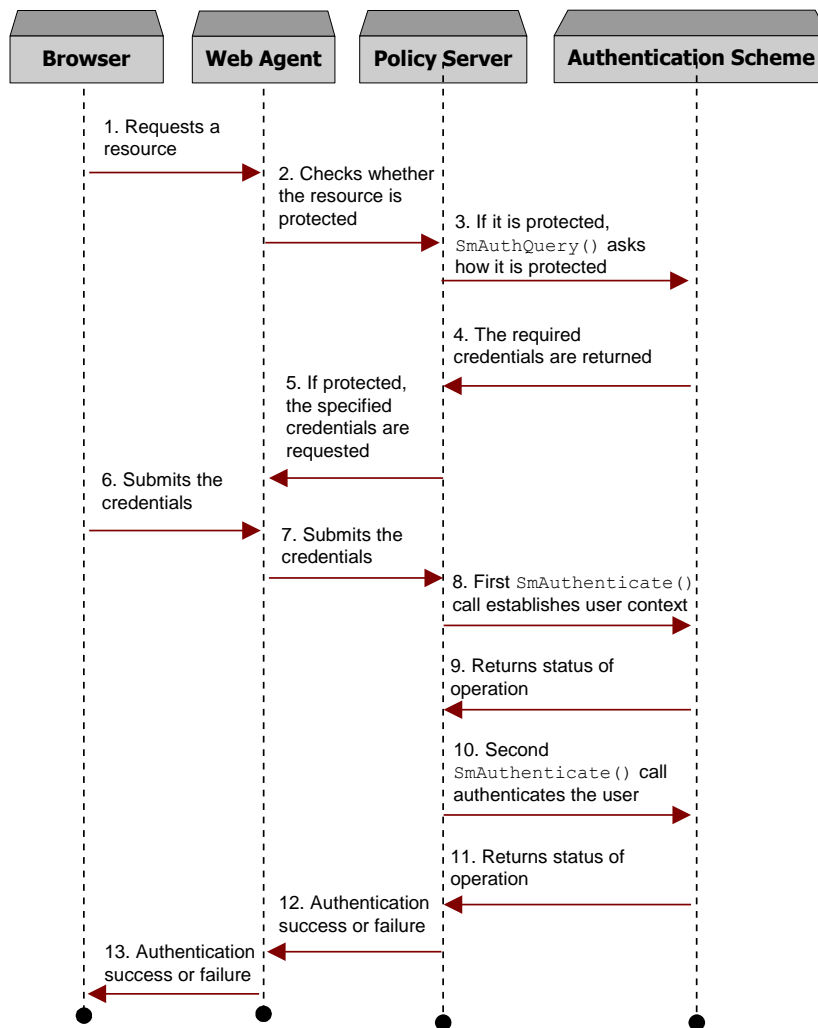 Browser
Web Agent
Policy Server
Authentication Scheme
1. Requests a
resource
2. Checks whether
the resource is
protected
3. If it is protected,
SmAuthQuery() asks
how it is protected
4. The required
credentials are returned
5. If protected,
the specified
credentials are
requested
6. Submits the
credentials
7. Submits the
credentials
8. First SmAuthenticate()
call establishes user context
9. Returns status of
operation
10. Second
SmAuthenticate() call
authenticates the user
11. Returns status of
operation
12. Authentication
success or failure
13. Authentication
success or failure